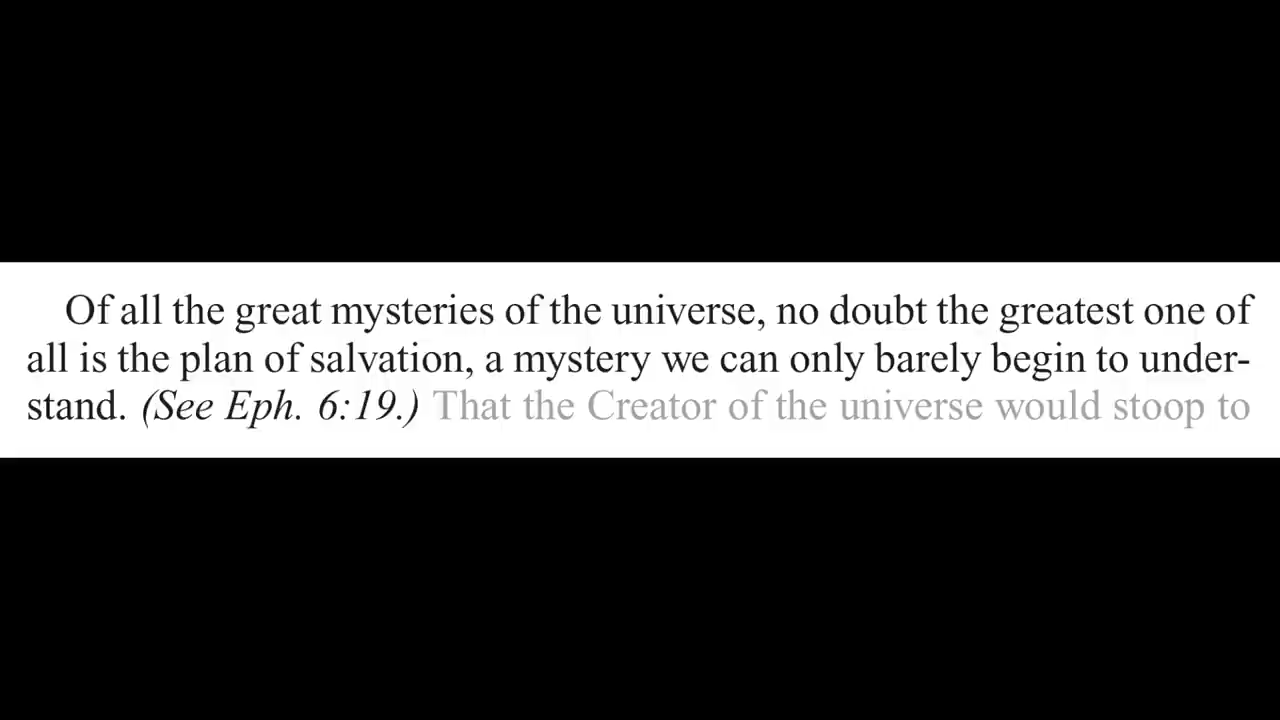 Of all the great mysteries of the universe, no doubt the greatest one of
all is the plan of salvation, a mystery we can only barely begin to under-
stand. (See Eph. 6:19.) That the Creator of the universe would stoop to